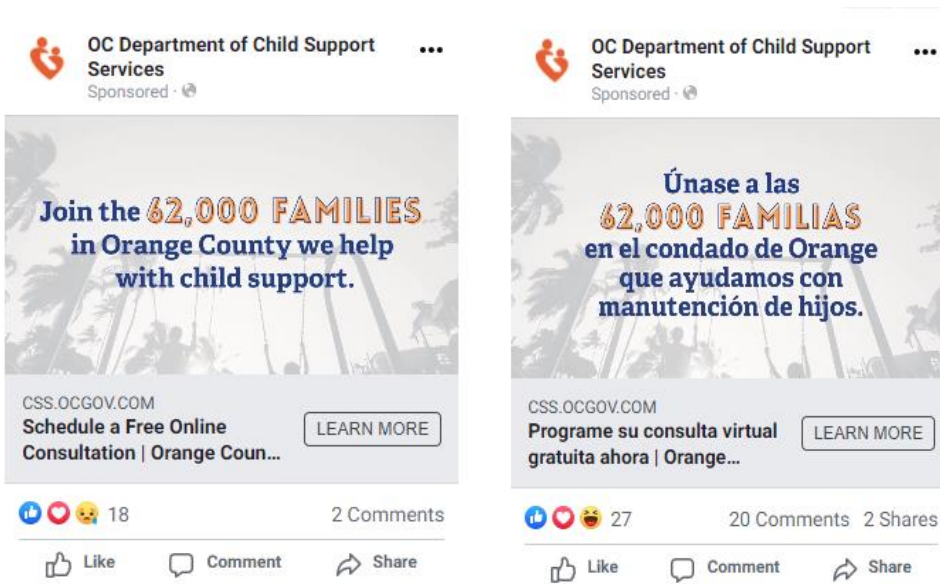 OC Department of Child Support
Services
Sponsored ·
Join the 62,000 FAMILIES
in Orange County we help
with child support.
CSS.OCGOV.COM
Schedule a Free Online
Consultation | Orange Coun...
LEARN MORE
18
2 Comments
Like
Comment
Share
OC Department of Child Support
Services
Sponsored ·
Únase a las
62,000 FAMILIAS
en el condado de Orange
que ayudamos con
manutención de hijos.
CSS.OCGOV.COM
Programe su consulta virtual
gratuita ahora | Orange...
LEARN MORE
27
20 Comments 2 Shares
Like
Comment
Share